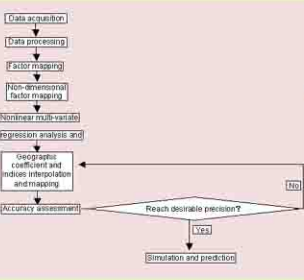 Data acquisition
Data processing
Factor mapping
Non-dimensional
factor mapping
Nonlinear multi-variate
regression analysis and
Geographic
coefficient and
indices interpolation
and mapping
No
Accuracy assessment
Reach desirable precision?
Yes
Simulation and prediction